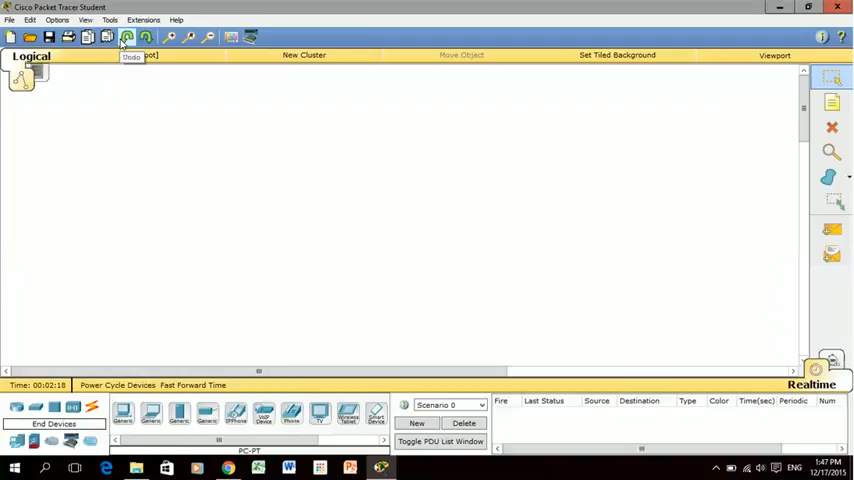 Cisco Packet Tracer Student
File Edit Options View Tools Extensions Help
Logical
oot]
New Cluster
Move Object
Set Tiled Background
Viewport
Undo
Time: 00:02:18
Power Cycle Devices Fast Forward Time
Realtime
End Devices
Generic Generic Generic Generic IPPhone VoIP Device Phone TV Wireless Tablet Smart Device
PC-PT
Scenario 0
New
Delete
Toggle PDU List Window
Fire Last Status Source Destination Type Color Time(sec) Periodic Num
ENG
1:47 PM
12/17/2015